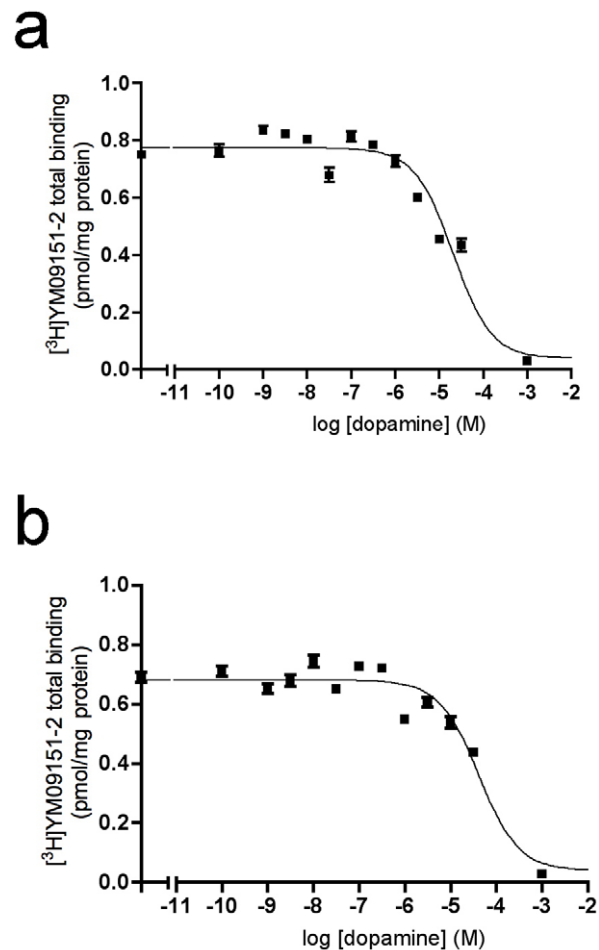 a
[³H]YM09151-2 total binding
(pmol/mg protein)
1.0
0.8
0.6
0.4
0.2
0.0
-11 -10 -9 -8 -7 -6 -5 -4 -3 -2
log [dopamine] (M)
b
[³H]YM09151-2 total binding
(pmol/mg protein)
1.0
0.8
0.6
0.4
0.2
0.0
-11 -10 -9 -8 -7 -6 -5 -4 -3 -2
log [dopamine] (M)